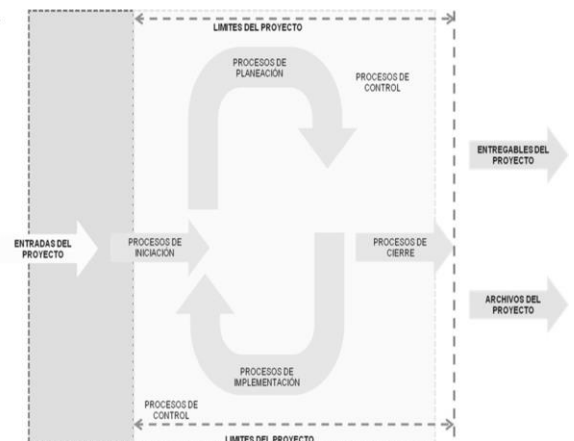 LIMITES DEL PROYECTO
PROCESOS DE
PLANEACIÓN
PROCESOS DE
CONTROL
ENTREGABLES DEL
PROYECTO
ENTRADAS DEL
PROYECTO
PROCESOS DE
INICIACIÓN
PROCESOS DE
CIERRE
ARCHIVOS DEL
PROYECTO
PROCESOS DE
IMPLEMENTACIÓN
PROCESOS DE
CONTROL
LIMITES DEL PROYECTO